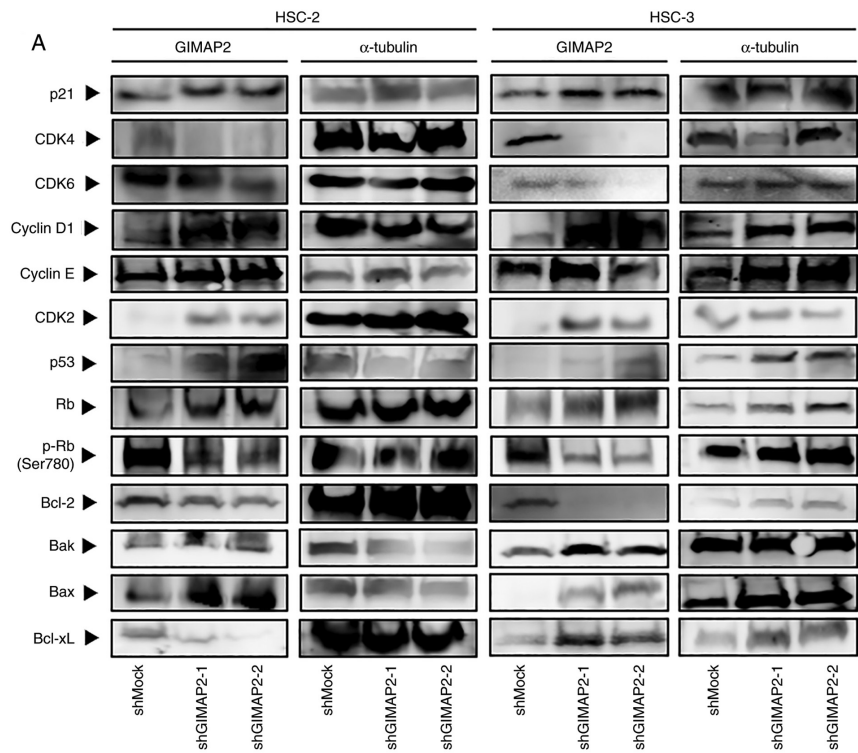 HSC-2 HSC-3
A
GIMAP2 α-tubulin GIMAP2 α-tubulin
p21
CDK4
CDK6
Cyclin D1
Cyclin E
CDK2
p53
Rb
p-Rb
(Ser780)
Bcl-2
Bak
Bax
Bcl-xL
shMock shGIMAP2-1 shGIMAP2-2 shMock shGIMAP2-1 shGIMAP2-2 shMock shGIMAP2-1 shGIMAP2-2 shMock shGIMAP2-1 shGIMAP2-2